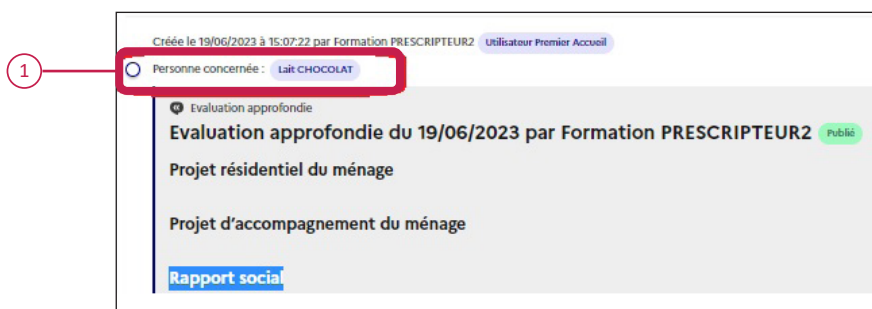 Créée le 19/06/2023 à 15:07:22 par Formation PRESCRIPTEUR2 Utilisateur Premier Accueil
1
Personne concernée : Lait CHOCOLAT
Evaluation approfondie
Evaluation approfondie du 19/06/2023 par Formation PRESCRIPTEUR2 Publié
Projet résidentiel du ménage
Projet d'accompagnement du ménage
Rapport social